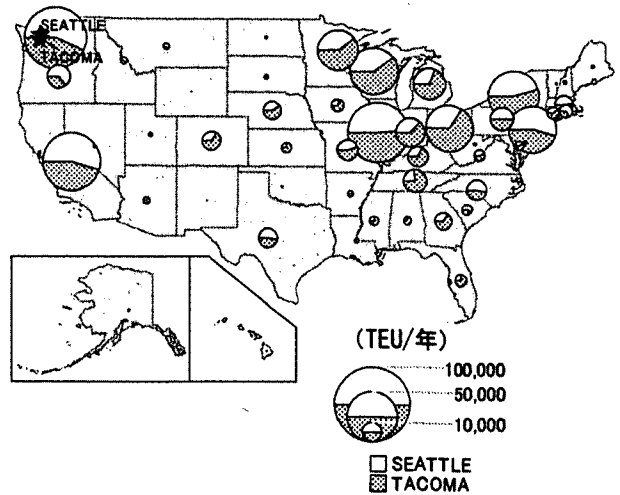 SEATTLE
TACOMA
(TEU/年)
100,000
50,000
10,000
SEATTLE
TACOMA